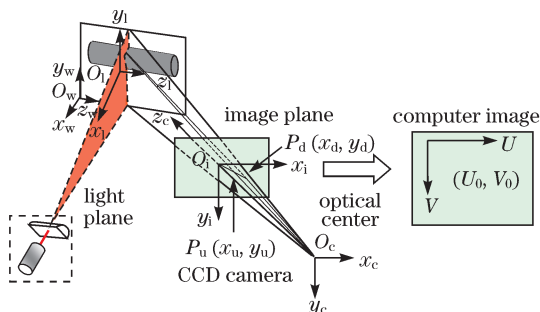 y_l
y_w
O_l
O_w
z_l
z_w
x_w
x_l
z_c
image plane
P_d (x_d, y_d)
O_i
x_i
y_i
light
plane
P_u (x_u, y_u)
CCD camera
optical
center
O_c
x_c
y_c
computer image
U
(U_0, V_0)
V